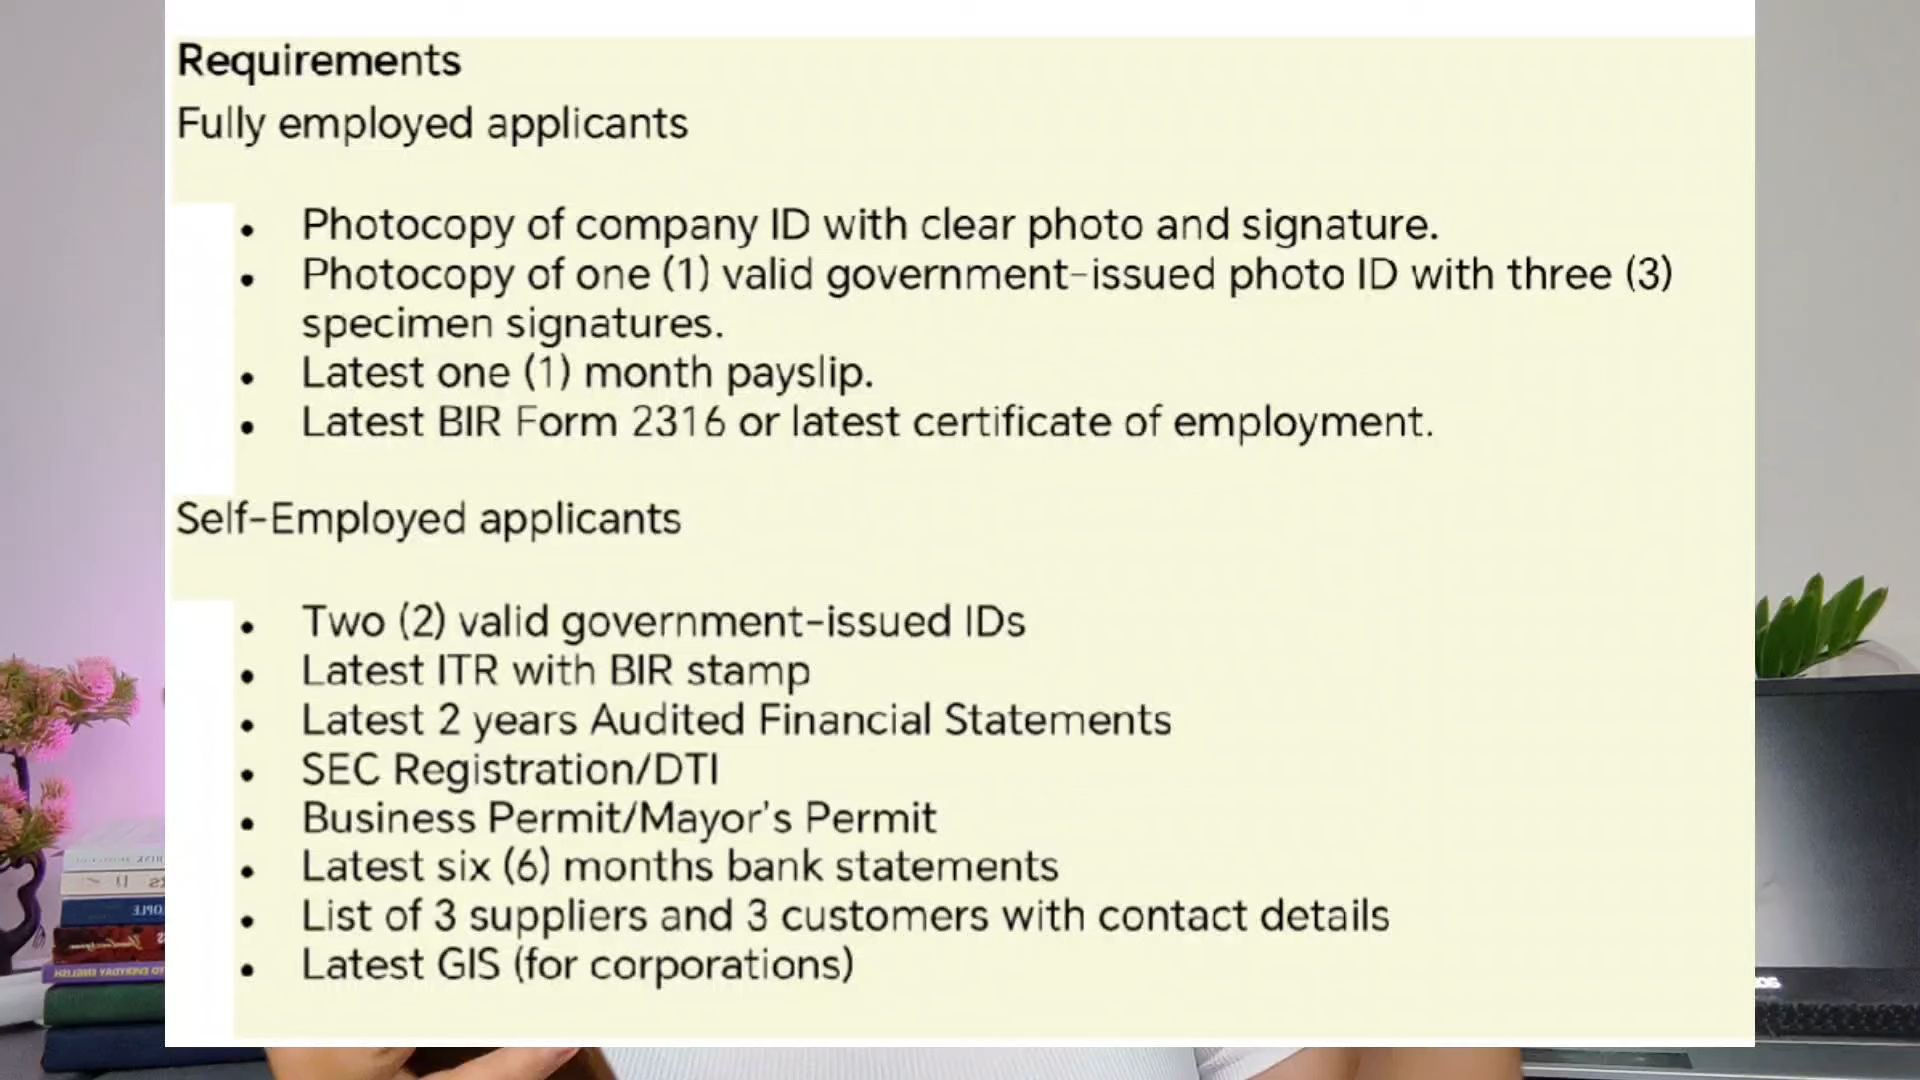 Requirements
Fully employed applicants
• Photocopy of company ID with clear photo and signature.
• Photocopy of one (1) valid government-issued photo ID with three (3)
specimen signatures.
• Latest one (1) month payslip.
• Latest BIR Form 2316 or latest certificate of employment.
Self-Employed applicants
• Two (2) valid government-issued IDs
• Latest ITR with BIR stamp
• Latest 2 years Audited Financial Statements
• SEC Registration/DTI
• Business Permit/Mayor's Permit
• Latest six (6) months bank statements
• List of 3 suppliers and 3 customers with contact details
• Latest GIS (for corporations)